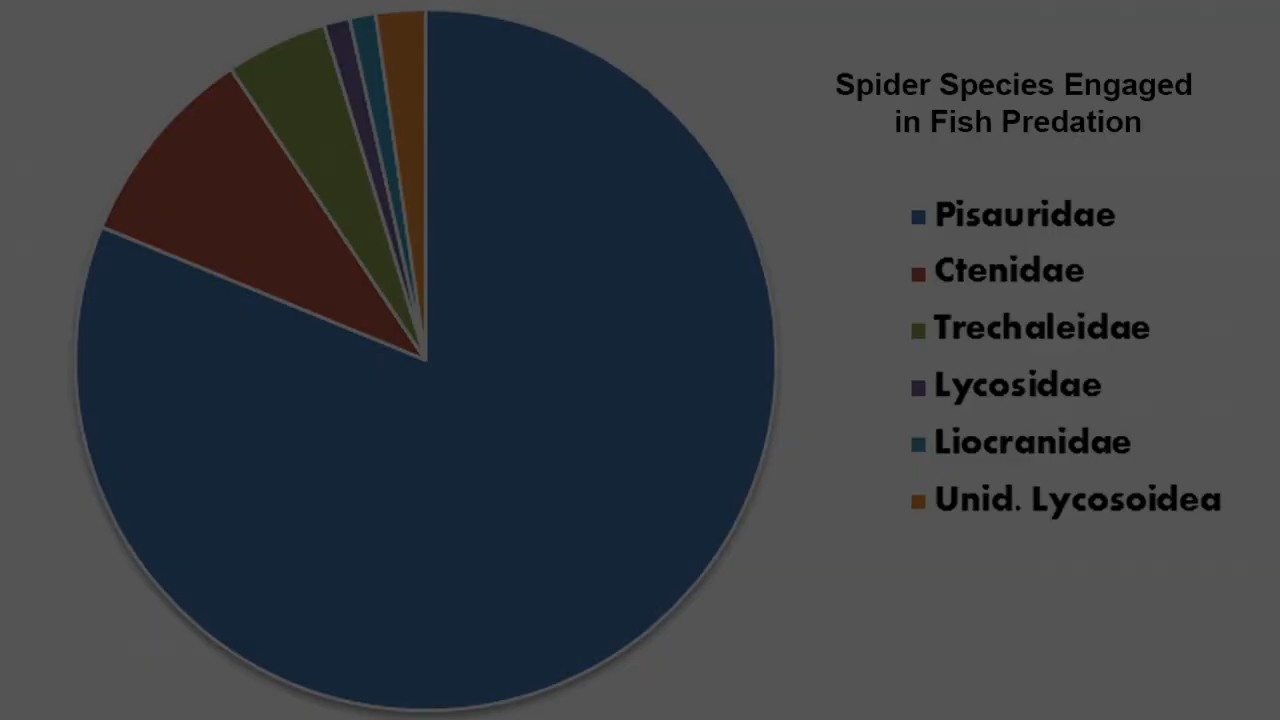 Spider Species Engaged
in Fish Predation
Pisauridae
Ctenidae
Trechaleidae
Lycosidae
Liocranidae
Unid. Lycosoidea